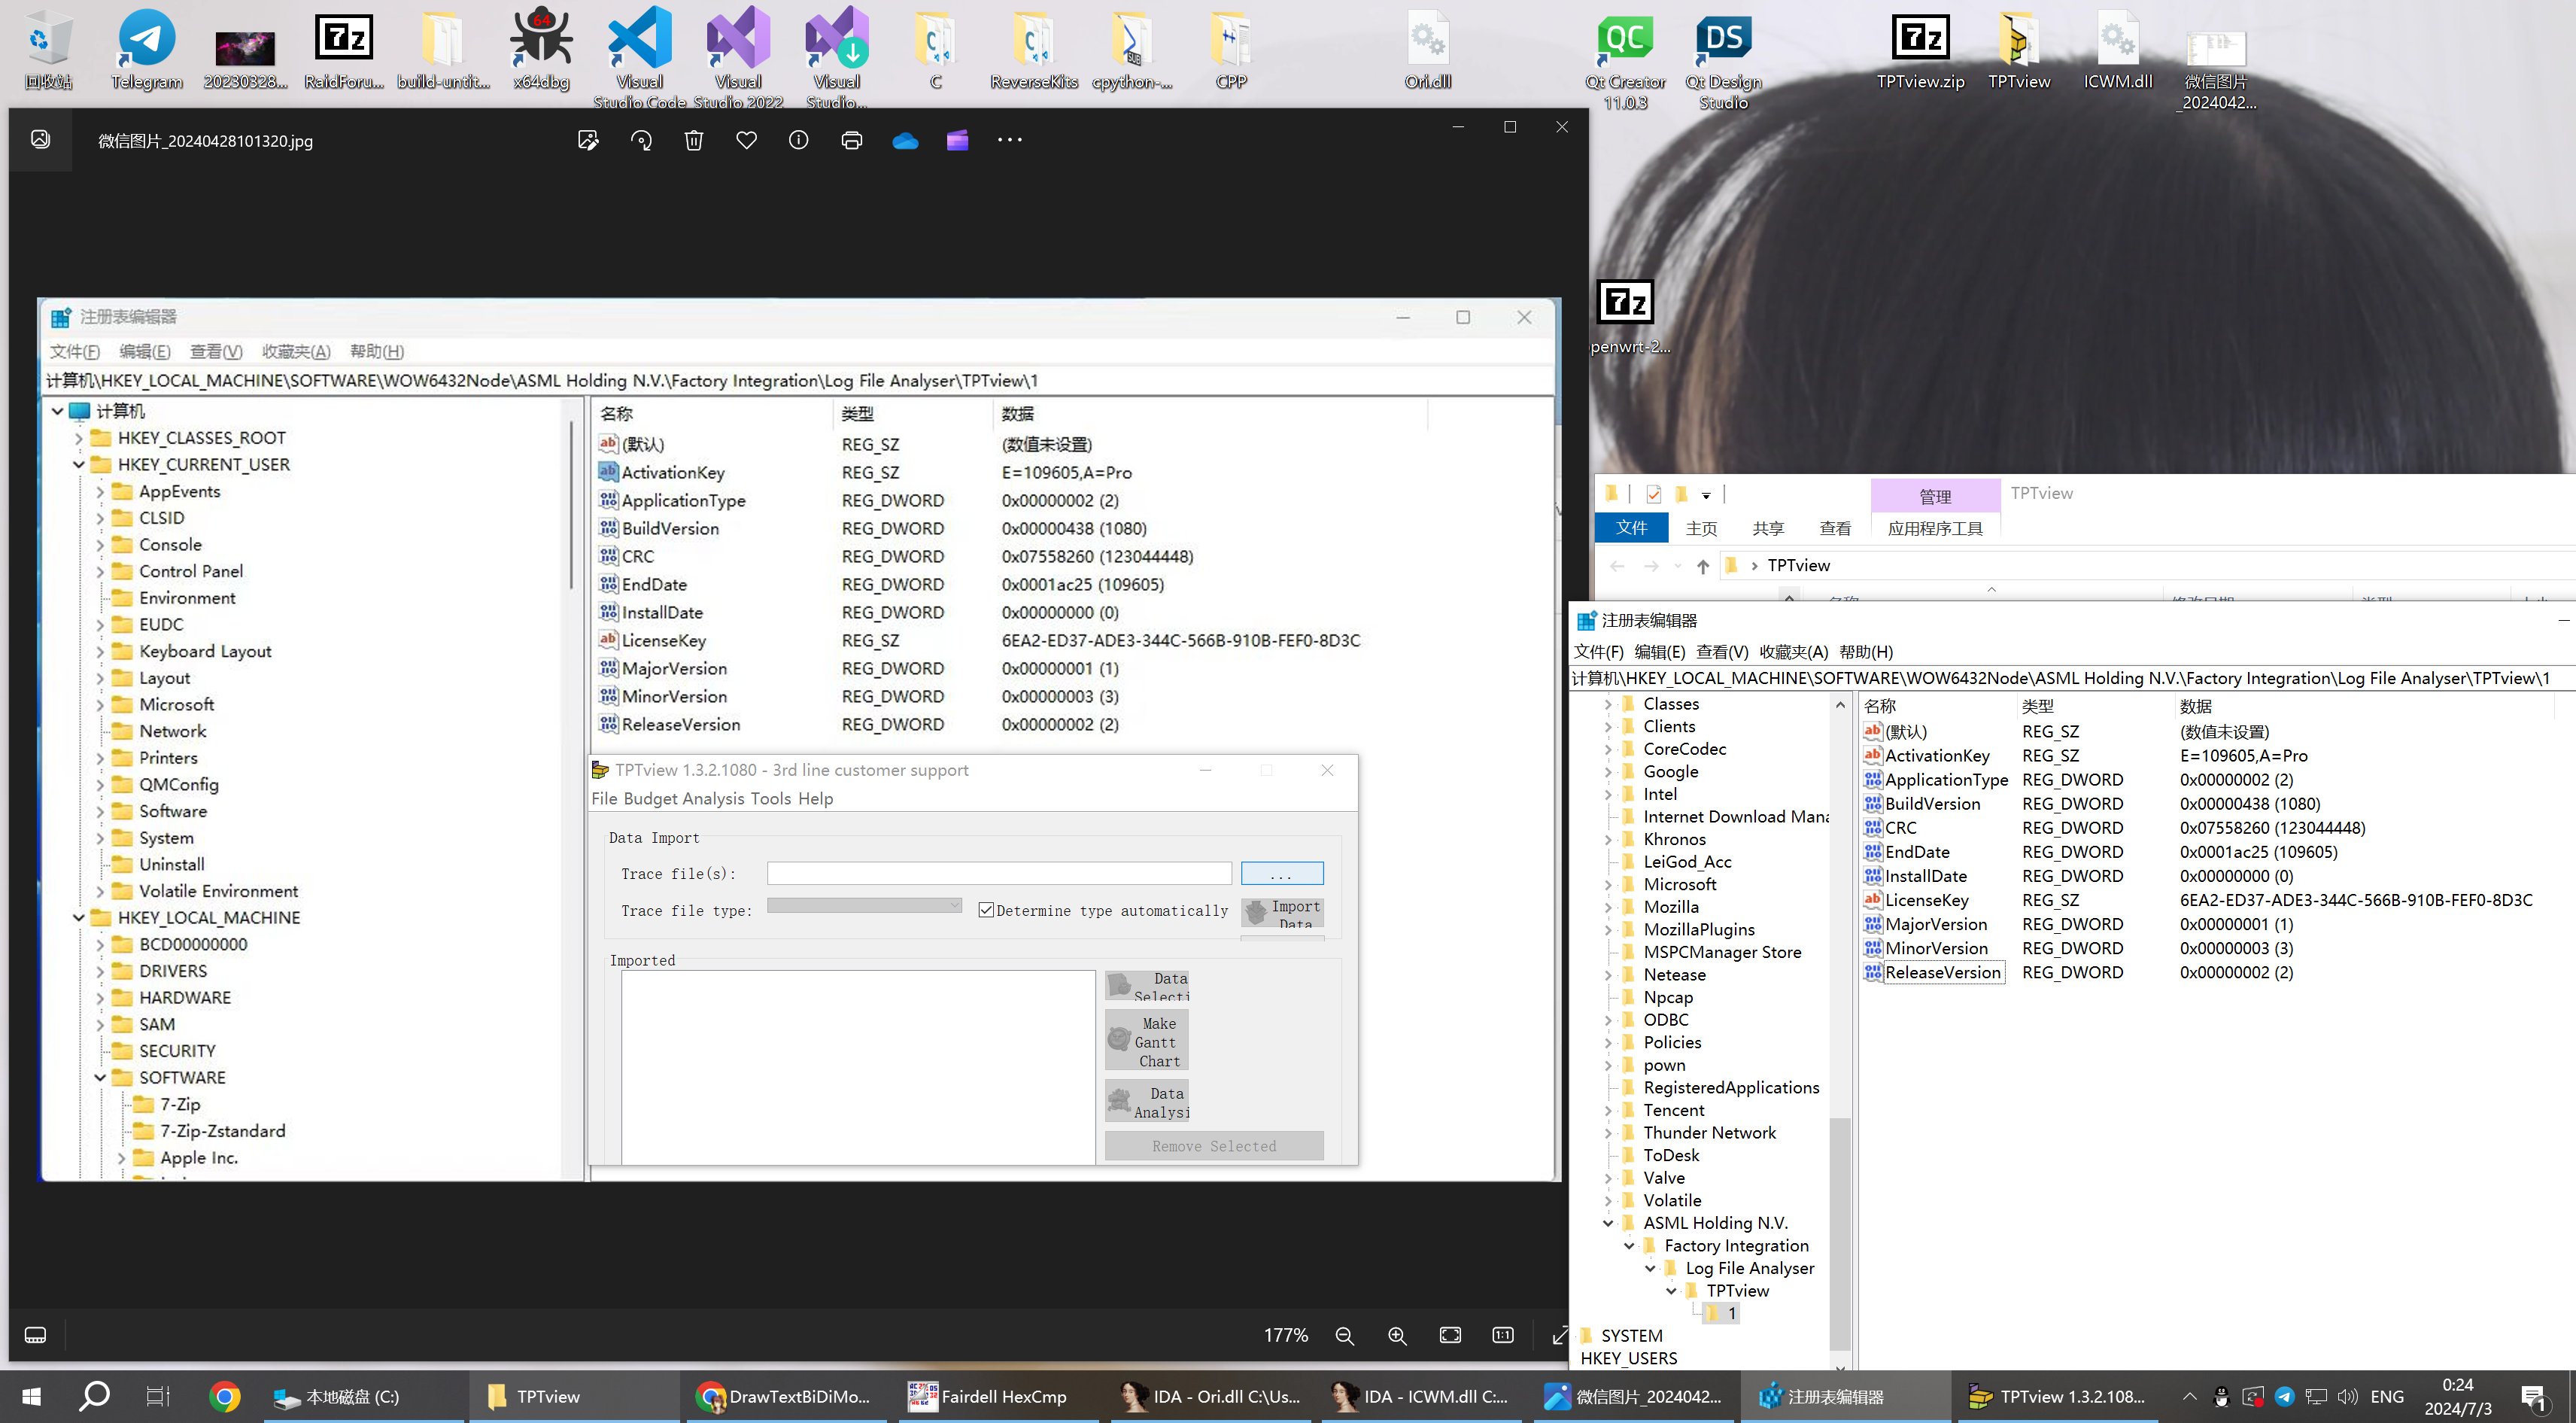 回收站
Telegram
20230328...
RaidForu...
build-untit...
x64dbg
Visual
Studio Code
Visual
Studio 2022
Visual
Studio...
C
ReverseKits
cpython-...
CPP
Ori.dll
Qt Creator
11.0.3
Qt Design
Studio
TPTview.zip
TPTview
ICWM.dll
微信图片
_2024042...
微信图片_20240428101320.jpg
注册表编辑器
文件(F) 编辑(E) 查看(V) 收藏夹(A) 帮助(H)
计算机\HKEY_LOCAL_MACHINE\SOFTWARE\WOW6432Node\ASML Holding N.V.\Factory Integration\Log File Analyser\TPTview\1
计算机
HKEY_CLASSES_ROOT
HKEY_CURRENT_USER
AppEvents
CLSID
Console
Control Panel
Environment
EUDC
Keyboard Layout
Layout
Microsoft
Network
Printers
QMConfig
Software
System
Uninstall
Volatile Environment
HKEY_LOCAL_MACHINE
BCD00000000
DRIVERS
HARDWARE
SAM
SECURITY
SOFTWARE
7-Zip
7-Zip-Zstandard
Apple Inc.
名称 类型 数据
(默认) REG_SZ (数值未设置)
ActivationKey REG_SZ E=109605,A=Pro
ApplicationType REG_DWORD 0x00000002 (2)
BuildVersion REG_DWORD 0x00000438 (1080)
CRC REG_DWORD 0x07558260 (123044448)
EndDate REG_DWORD 0x0001ac25 (109605)
InstallDate REG_DWORD 0x00000000 (0)
LicenseKey REG_SZ 6EA2-ED37-ADE3-344C-566B-910B-FEF0-8D3C
MajorVersion REG_DWORD 0x00000001 (1)
MinorVersion REG_DWORD 0x00000003 (3)
ReleaseVersion REG_DWORD 0x00000002 (2)
TPTview 1.3.2.1080 - 3rd line customer support
File Budget Analysis Tools Help
Data Import
Trace file(s): ...
Trace file type: Determine type automatically
Import
Data
Imported
Data
Selecti
Make
Gantt
Chart
Data
Analysi
Remove Selected
177%
1:1
penwrt-2...
管理 TPTview
文件 主页 共享 查看 应用程序工具
TPTview
注册表编辑器
文件(F) 编辑(E) 查看(V) 收藏夹(A) 帮助(H)
计算机\HKEY_LOCAL_MACHINE\SOFTWARE\WOW6432Node\ASML Holding N.V.\Factory Integration\Log File Analyser\TPTview\1
Classes
Clients
CoreCodec
Google
Intel
Internet Download Mana
Khronos
LeiGod_Acc
Microsoft
Mozilla
MozillaPlugins
MSPCManager Store
Netease
Npcap
ODBC
Policies
pown
RegisteredApplications
Tencent
Thunder Network
ToDesk
Valve
Volatile
ASML Holding N.V.
Factory Integration
Log File Analyser
TPTview
1
SYSTEM
HKEY_USERS
名称 类型 数据
(默认) REG_SZ (数值未设置)
ActivationKey REG_SZ E=109605,A=Pro
ApplicationType REG_DWORD 0x00000002 (2)
BuildVersion REG_DWORD 0x00000438 (1080)
CRC REG_DWORD 0x07558260 (123044448)
EndDate REG_DWORD 0x0001ac25 (109605)
InstallDate REG_DWORD 0x00000000 (0)
LicenseKey REG_SZ 6EA2-ED37-ADE3-344C-566B-910B-FEF0-8D3C
MajorVersion REG_DWORD 0x00000001 (1)
MinorVersion REG_DWORD 0x00000003 (3)
ReleaseVersion REG_DWORD 0x00000002 (2)
本地磁盘 (C:)
TPTview
DrawTextBiDiMo...
Fairdell HexCmp
IDA - Ori.dll C:\Us...
IDA - ICWM.dll C:...
微信图片_2024042...
注册表编辑器
TPTview 1.3.2.108...
ENG
0:24
2024/7/3
1